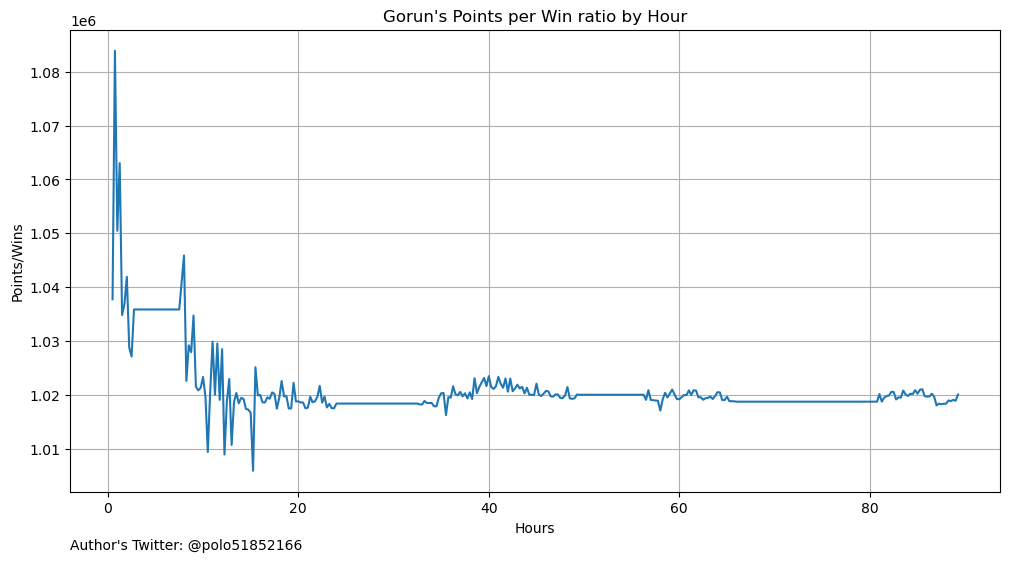 Gorun's Points per Win ratio by Hour
1e6
1.08
1.07
1.06
1.05
1.04
1.03
1.02
1.01
Points/Wins
0 20 40 60 80
Hours
Author's Twitter: @polo51852166